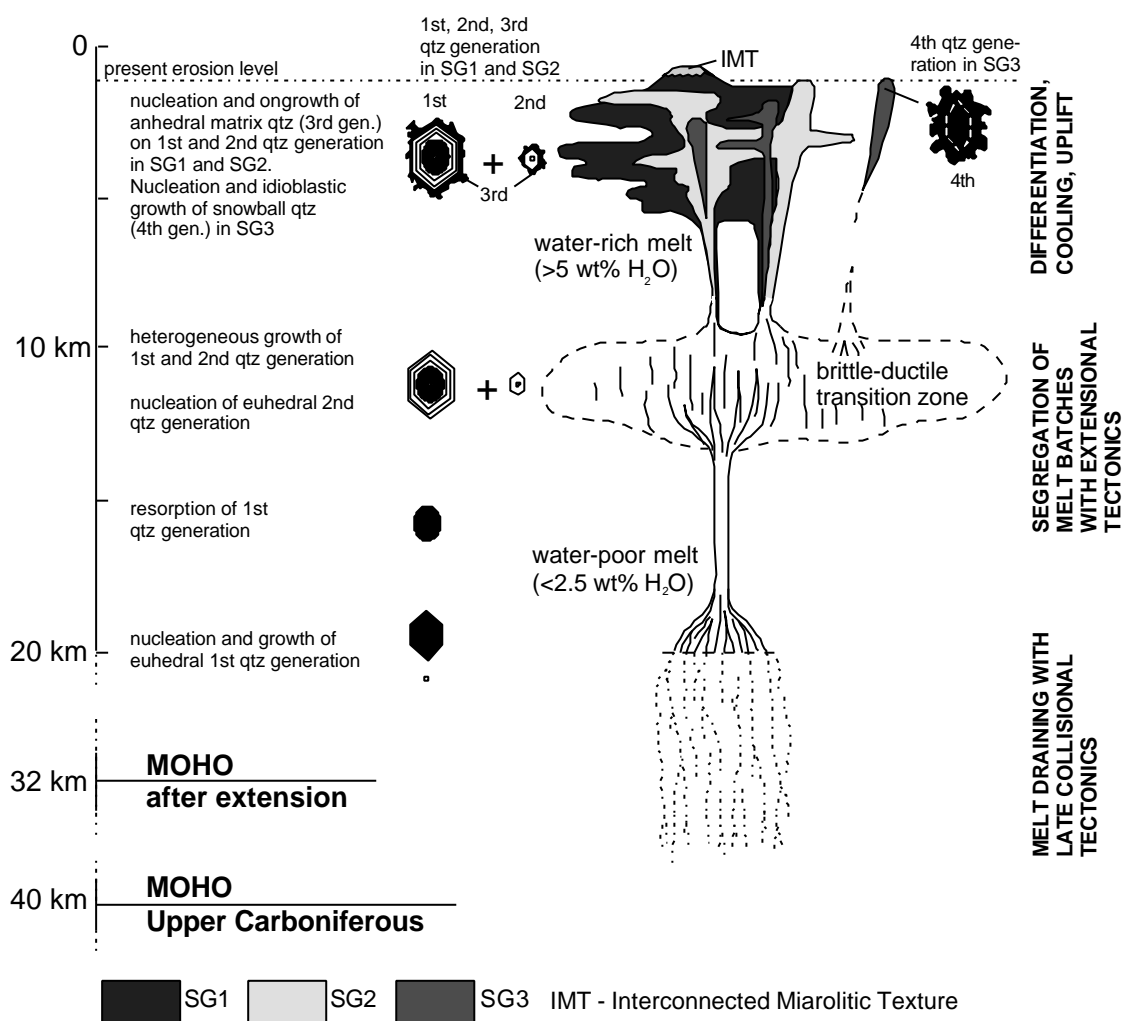 0
present erosion level
1st, 2nd, 3rd
qtz generation
in SG1 and SG2
IMT
4th qtz gene-
ration in SG3
nucleation and ongrowth of
anhedral matrix qtz (3rd gen.)
on 1st and 2nd qtz generation
in SG1 and SG2.
Nucleation and idioblastic
growth of snowball qtz
(4th gen.) in SG3
1st
2nd
+
3rd
4th
water-rich melt
(>5 wt% H2O)
DIFFERENTIATION,
COOLING, UPLIFT
10 km
heterogeneous growth of
1st and 2nd qtz generation
nucleation of euhedral 2nd
qtz generation
+
brittle-ductile
transition zone
SEGREGATION OF
MELT BATCHES
WITH EXTENSIONAL
TECTONICS
resorption of 1st
qtz generation
water-poor melt
(<2.5 wt% H2O)
20 km
nucleation and growth of
euhedral 1st qtz generation
MELT DRAINING WITH
LATE COLLISIONAL
TECTONICS
32 km
MOHO
after extension
40 km
MOHO
Upper Carboniferous
SG1
SG2
SG3
IMT - Interconnected Miarolitic Texture